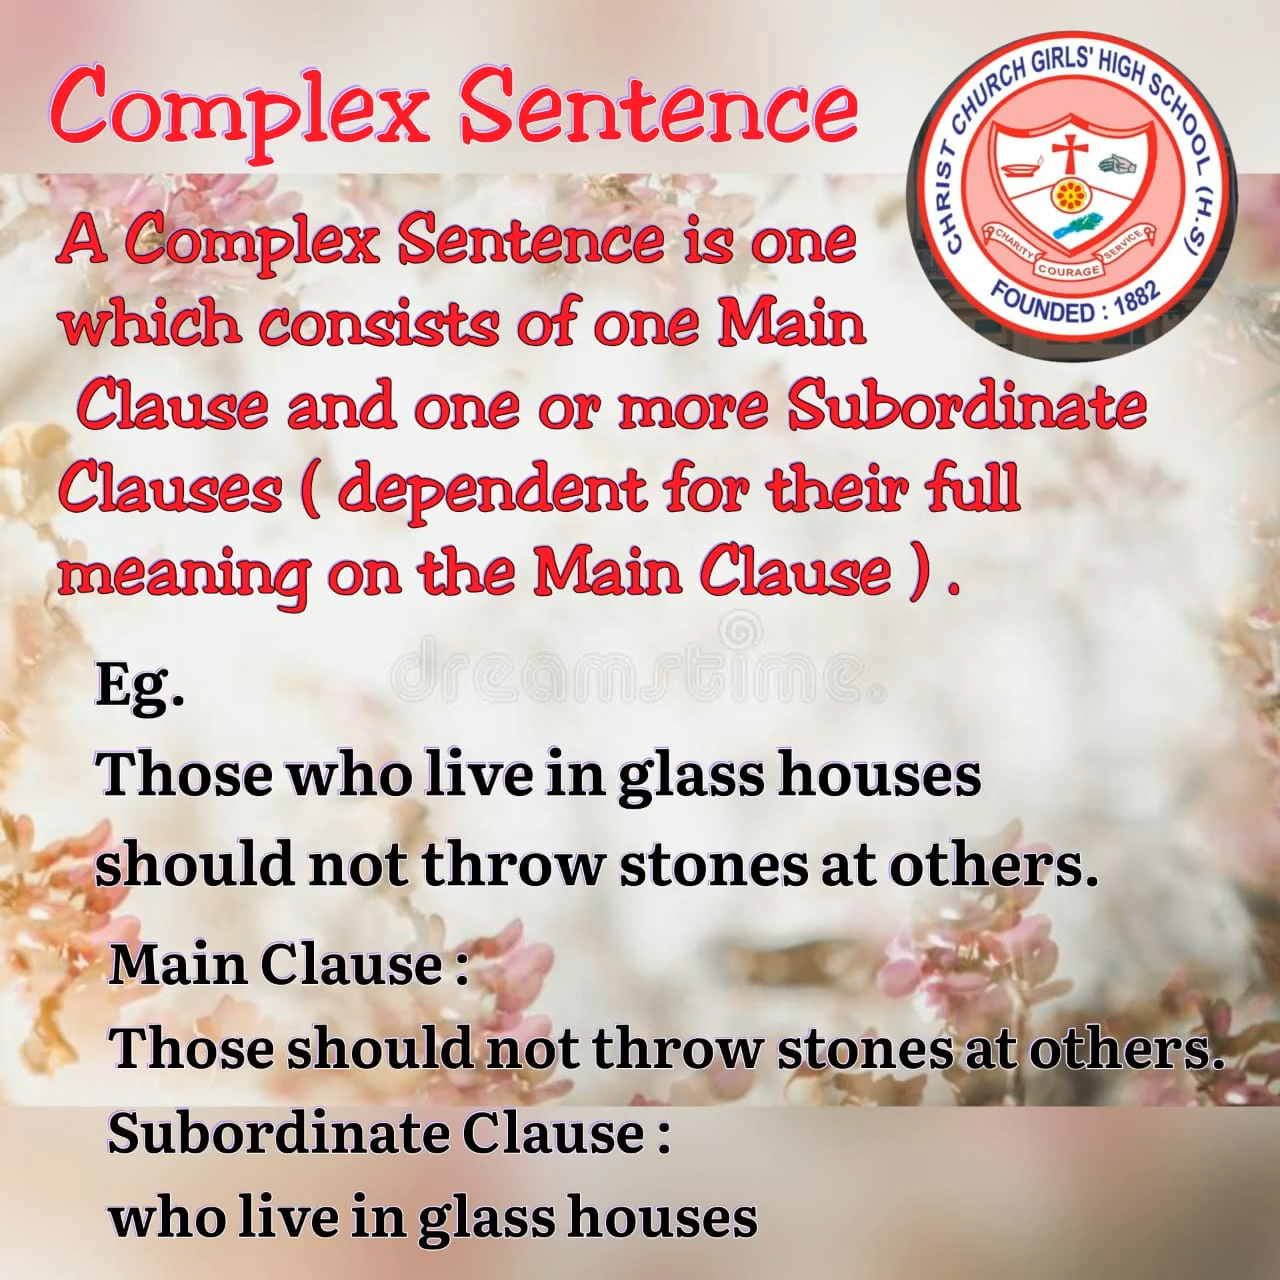 Complex Sentence
CHRIST CHURCH GIRLS' HIGH SCHOOL (H.S)
CHARITY
COURAGE
SERVICE
FOUNDED : 1882
A Complex Sentence is one
which consists of one Main
Clause and one or more Subordinate
Clauses ( dependent for their full
meaning on the Main Clause ) .
dreamstime.
Eg.
Those who live in glass houses
should not throw stones at others.
Main Clause :
Those should not throw stones at others.
Subordinate Clause :
who live in glass houses